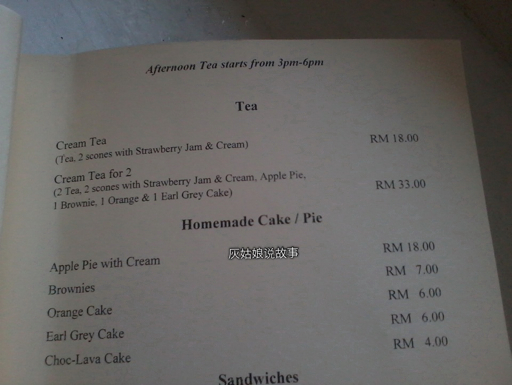 Afternoon Tea starts from 3pm-6pm
Tea
Cream Tea RM 18.00
(Tea, 2 scones with Strawberry Jam & Cream)
Cream Tea for 2
(2 Tea, 2 scones with Strawberry Jam & Cream, Apple Pie, RM 33.00
1 Brownie, 1 Orange & 1 Earl Grey Cake)
Homemade Cake / Pie
灰姑娘说故事
Apple Pie with Cream RM 18.00
Brownies RM 7.00
Orange Cake RM 6.00
Earl Grey Cake RM 6.00
Choc-Lava Cake RM 4.00
Sandwiches